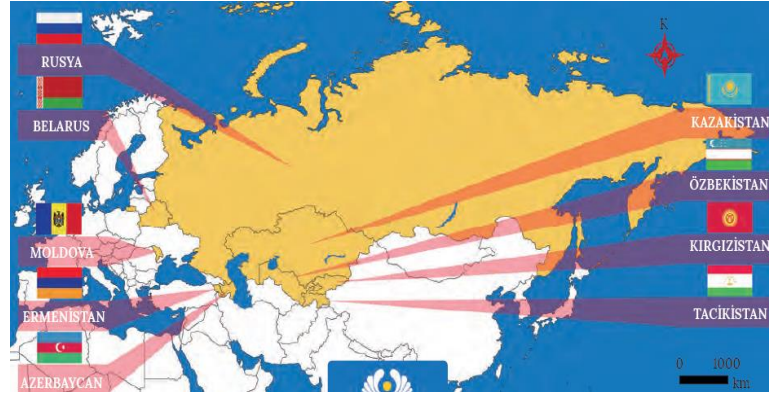 K
RUSYA
BELARUS
MOLDOVA
ERMENİSTAN
AZERBAYCAN
KAZAKİSTAN
ÖZBEKİSTAN
KIRGIZİSTAN
TACİKİSTAN
0 1000
km